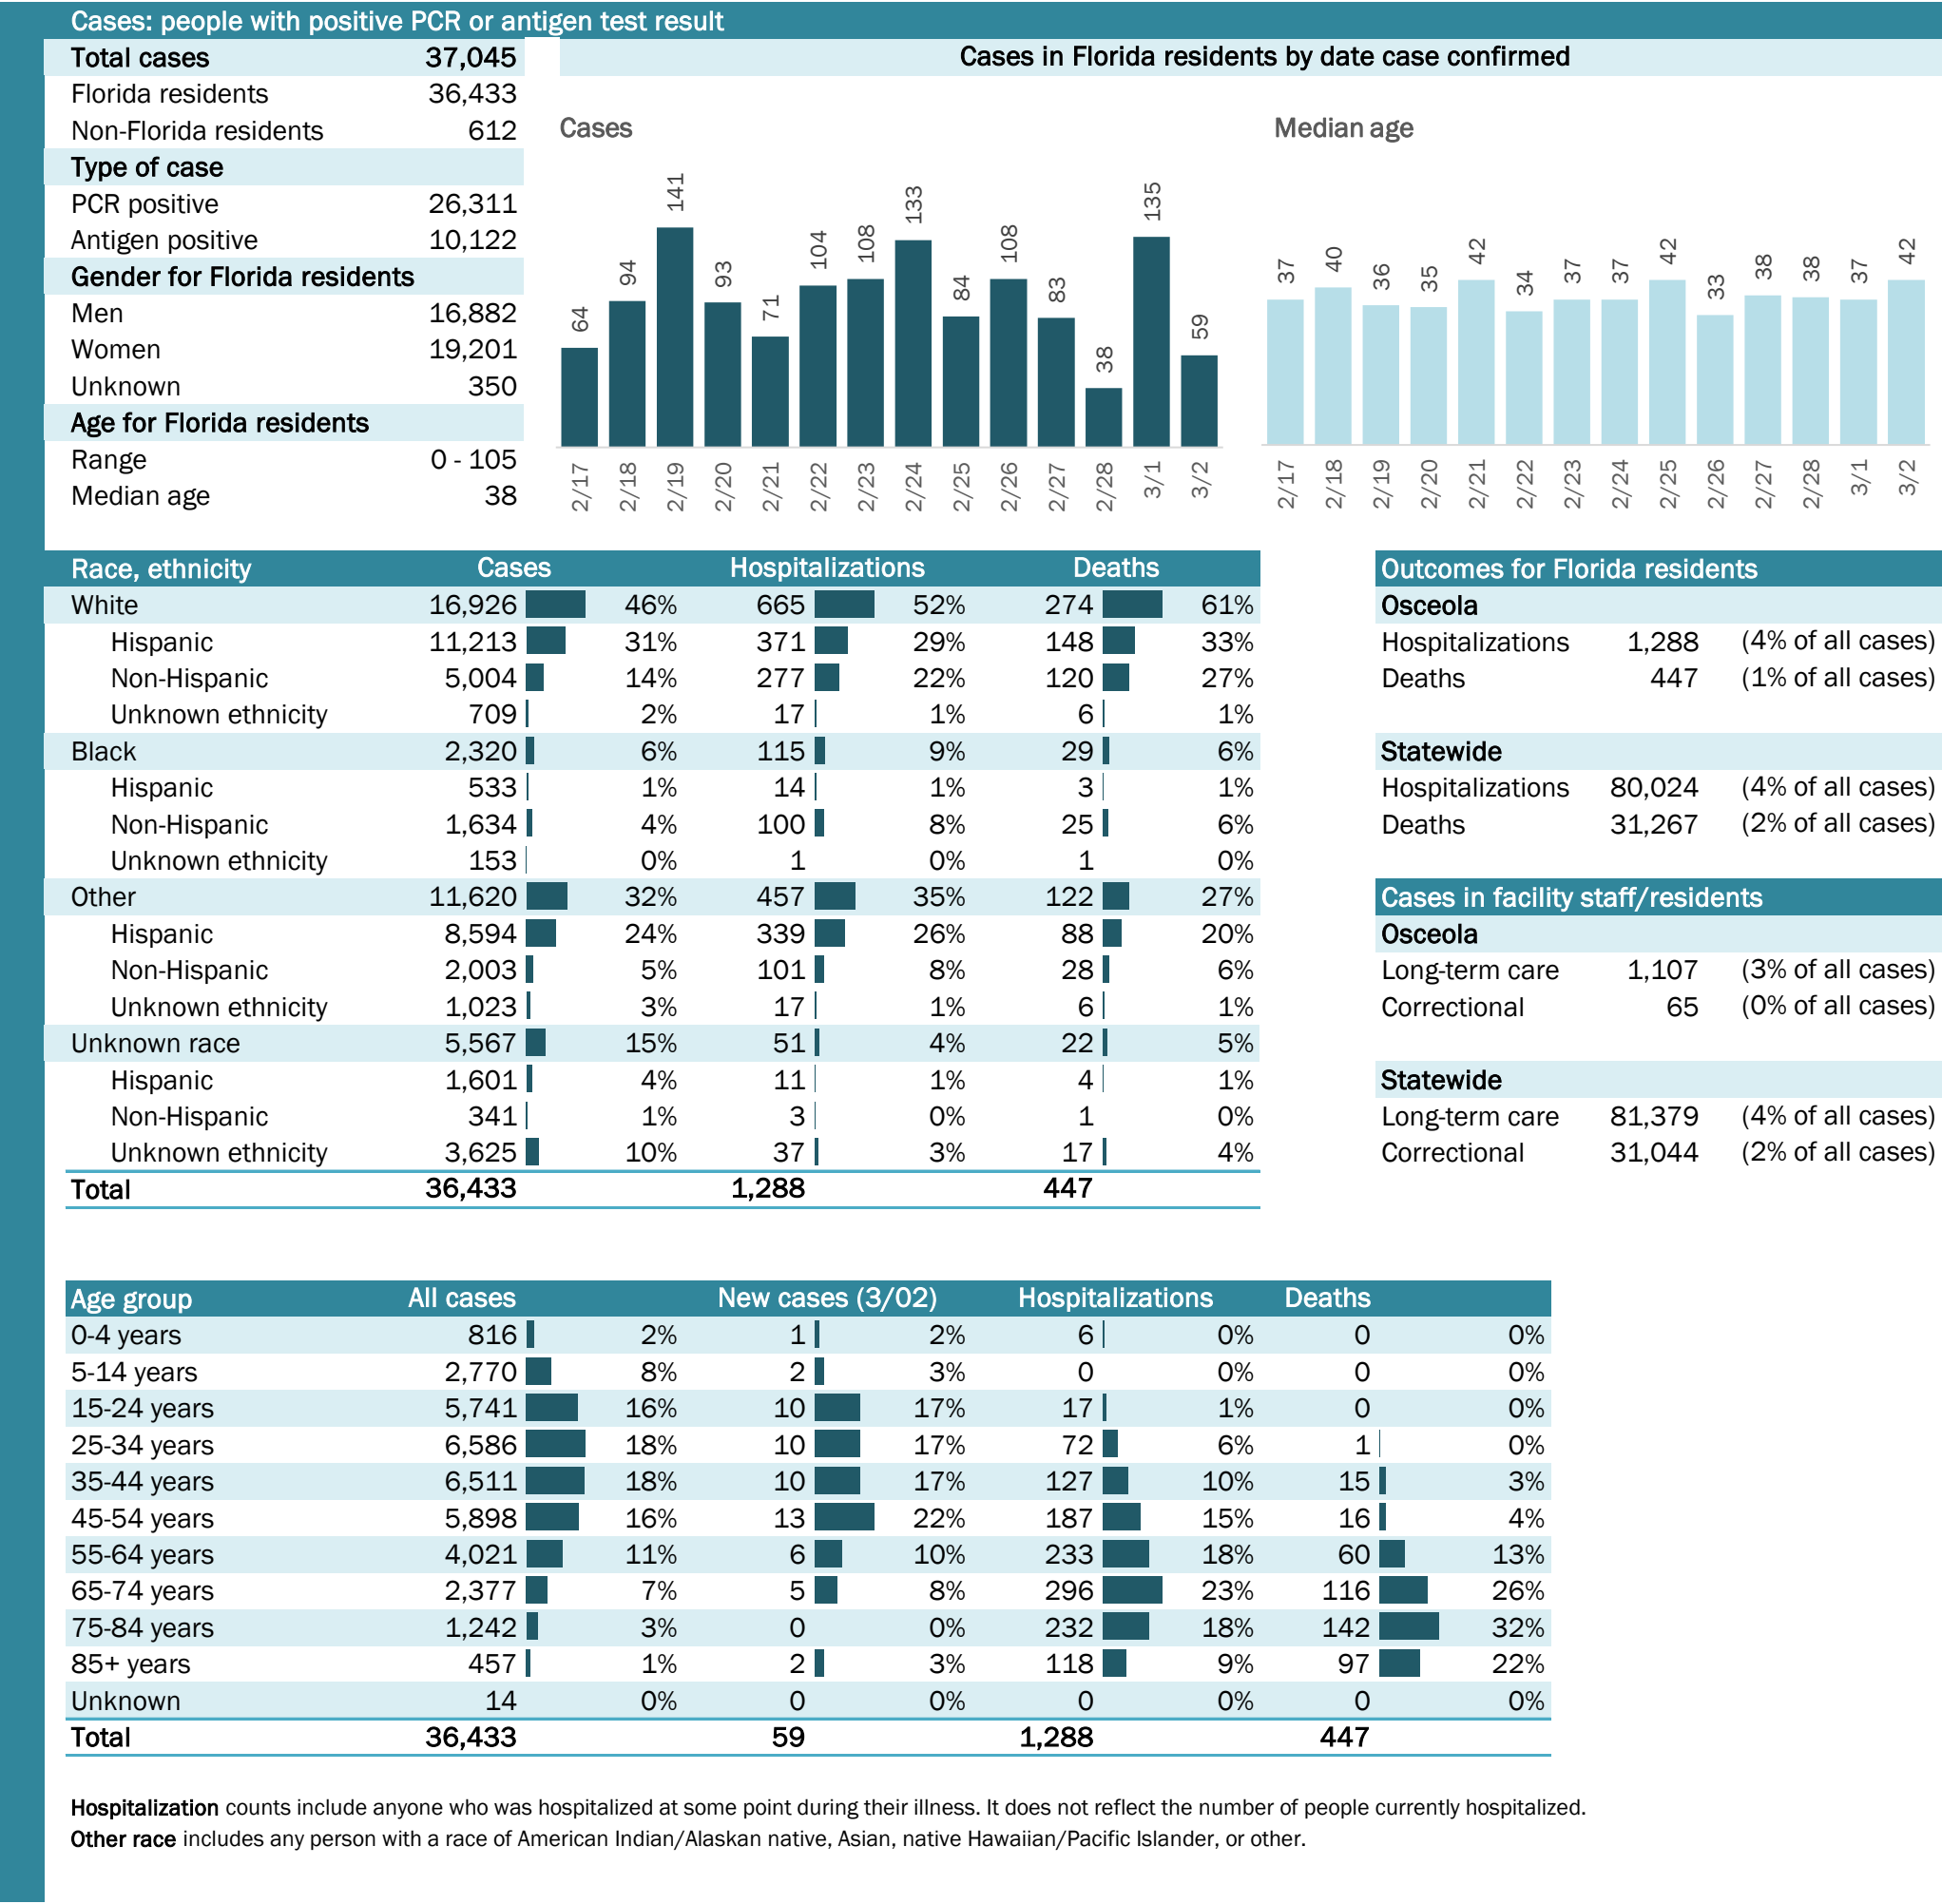 Cases: people with positive PCR or antigen test result
Total cases 37,045
Florida residents 36,433
Non-Florida residents 612
Type of case
PCR positive 26,311
Antigen positive 10,122
Gender for Florida residents
Men 16,882
Women 19,201
Unknown 350
Age for Florida residents
Range 0 - 105
Median age 38
Cases in Florida residents by date case confirmed
Cases
64 94 141 93 71 104 108 133 84 108 83 38 135 59
2/17 2/18 2/19 2/20 2/21 2/22 2/23 2/24 2/25 2/26 2/27 2/28 3/1 3/2
Median age
37 40 36 35 42 34 37 37 42 33 38 38 37 42
2/17 2/18 2/19 2/20 2/21 2/22 2/23 2/24 2/25 2/26 2/27 2/28 3/1 3/2
Race, ethnicity Cases Hospitalizations Deaths
White 16,926 46% 665 52% 274 61%
Hispanic 11,213 31% 371 29% 148 33%
Non-Hispanic 5,004 14% 277 22% 120 27%
Unknown ethnicity 709 2% 17 1% 6 1%
Black 2,320 6% 115 9% 29 6%
Hispanic 533 1% 14 1% 3 1%
Non-Hispanic 1,634 4% 100 8% 25 6%
Unknown ethnicity 153 0% 1 0% 1 0%
Other 11,620 32% 457 35% 122 27%
Hispanic 8,594 24% 339 26% 88 20%
Non-Hispanic 2,003 5% 101 8% 28 6%
Unknown ethnicity 1,023 3% 17 1% 6 1%
Unknown race 5,567 15% 51 4% 22 5%
Hispanic 1,601 4% 11 1% 4 1%
Non-Hispanic 341 1% 3 0% 1 0%
Unknown ethnicity 3,625 10% 37 3% 17 4%
Total 36,433 1,288 447
Outcomes for Florida residents
Osceola
Hospitalizations 1,288 (4% of all cases)
Deaths 447 (1% of all cases)
Statewide
Hospitalizations 80,024 (4% of all cases)
Deaths 31,267 (2% of all cases)
Cases in facility staff/residents
Osceola
Long-term care 1,107 (3% of all cases)
Correctional 65 (0% of all cases)
Statewide
Long-term care 81,379 (4% of all cases)
Correctional 31,044 (2% of all cases)
Age group All cases New cases (3/02) Hospitalizations Deaths
0-4 years 816 2% 1 2% 6 0% 0 0%
5-14 years 2,770 8% 2 3% 0 0% 0 0%
15-24 years 5,741 16% 10 17% 17 1% 0 0%
25-34 years 6,586 18% 10 17% 72 6% 1 0%
35-44 years 6,511 18% 10 17% 127 10% 15 3%
45-54 years 5,898 16% 13 22% 187 15% 16 4%
55-64 years 4,021 11% 6 10% 233 18% 60 13%
65-74 years 2,377 7% 5 8% 296 23% 116 26%
75-84 years 1,242 3% 0 0% 232 18% 142 32%
85+ years 457 1% 2 3% 118 9% 97 22%
Unknown 14 0% 0 0% 0 0% 0 0%
Total 36,433 59 1,288 447
Hospitalization counts include anyone who was hospitalized at some point during their illness. It does not reflect the number of people currently hospitalized.
Other race includes any person with a race of American Indian/Alaskan native, Asian, native Hawaiian/Pacific Islander, or other.